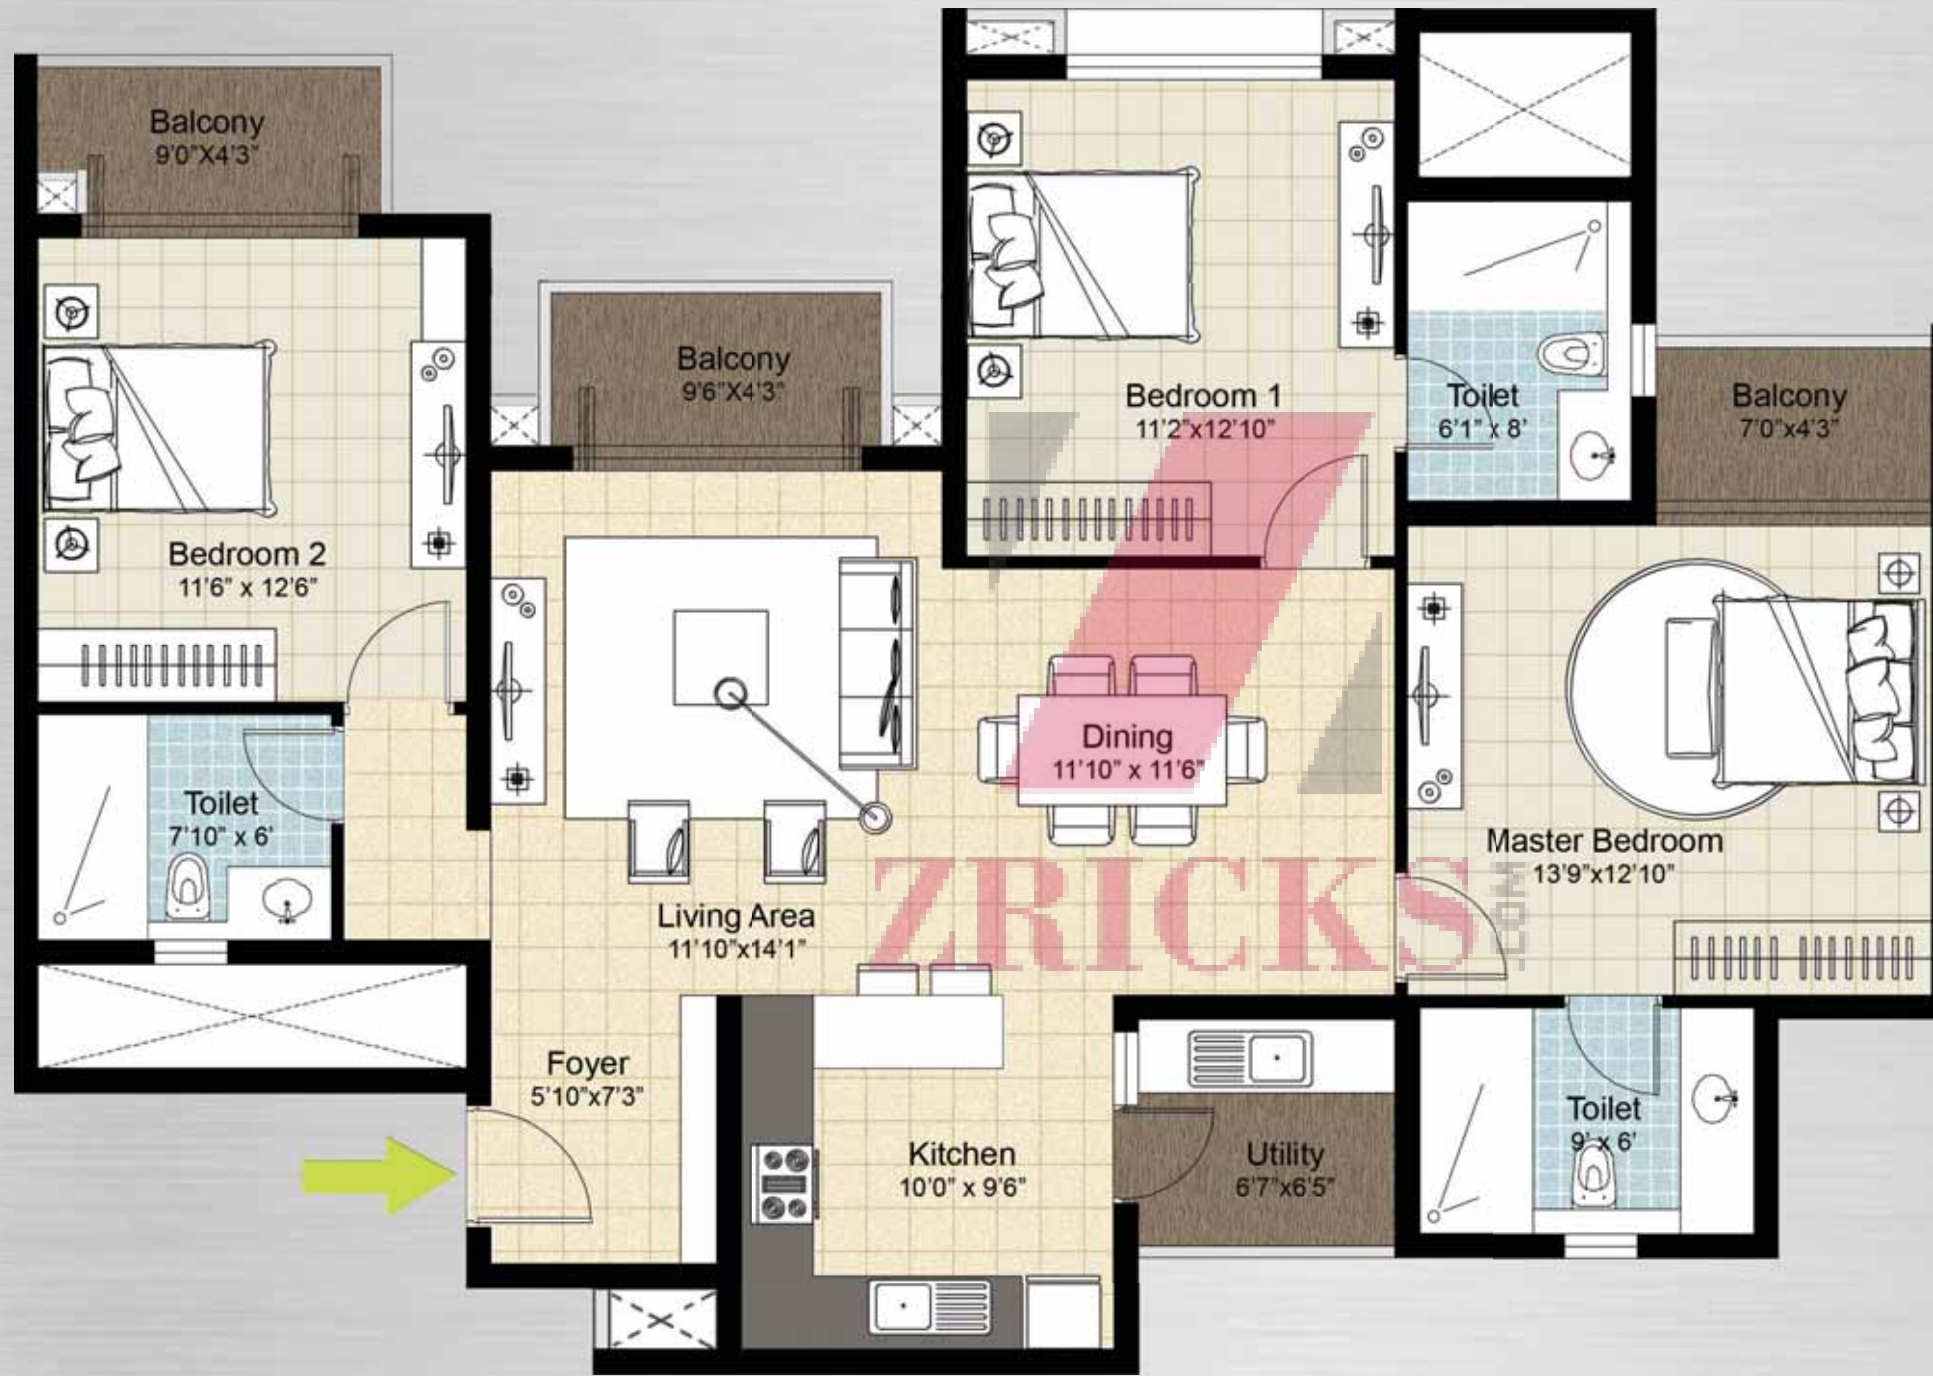 Balcony
9'0"X4'3"
Balcony
9'6"X4'3"
Bedroom 1
11'2"x12'10"
Toilet
6'1" x 8'
Balcony
7'0"x4'3"
Bedroom 2
11'6" x 12'6"
Dining
11'10" x 11'6"
Toilet
7'10" x 6'
Master Bedroom
13'9"x12'10"
Living Area
11'10"x14'1"
ZRICKS
.COM
Foyer
5'10"x7'3"
Kitchen
10'0" x 9'6"
Utility
6'7"x6'5"
Toilet
9' x 6'